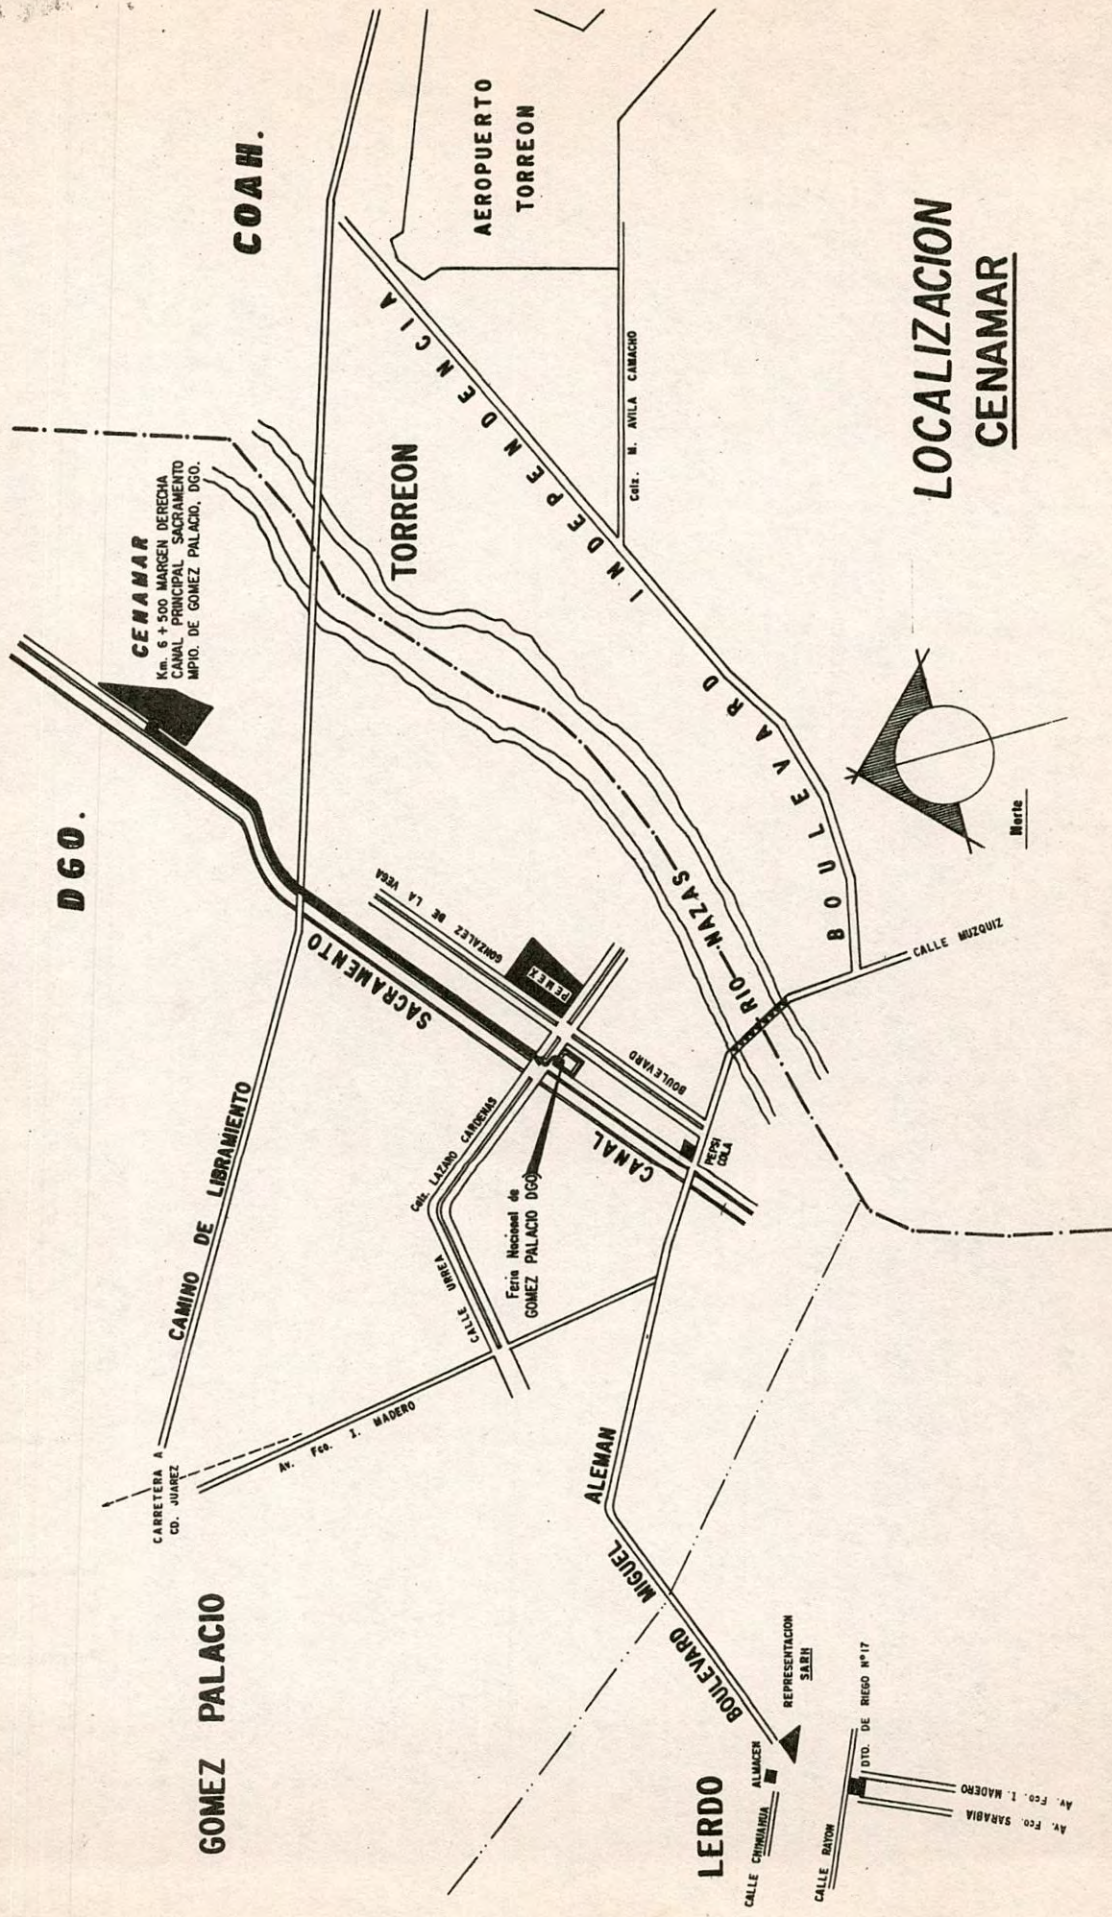 DGO.
COAH.
CENAMAR
Km. 6+500 MARGEN DERECHA
CANAL PRINCIPAL SACRAMENTO
MPIO. DE GOMEZ PALACIO, DGO.
GOMEZ PALACIO
CARRETERA A
CD. JUAREZ
CAMINO DE LIBRAMIENTO
Av. Fco. I. MADERO
SACRAMENTO
GONZALEZ DE LA VEGA
TORREON
AEROPUERTO
TORREON
Calz. LAZARO CARDENAS
CALLE URREA
Feria Nacional de
GOMEZ PALACIO DGO
PEMEX
CANAL
BOULEVARD
PEPSI
COLA
RIO NAZAS
BOULEVARD INDEPENDENCIA
Calz. M. AVILA CAMACHO
CALLE MUZQUIZ
BOULEVARD MIGUEL ALEMAN
LERDO
CALLE CHIHUAHUA
ALMACEN
REPRESENTACION
SARH
CALLE RAYON
DTO. DE RIEGO Nº17
Av. Fco. SARABIA
Av. Fco. I. MADERO
Norte
LOCALIZACION
CENAMAR